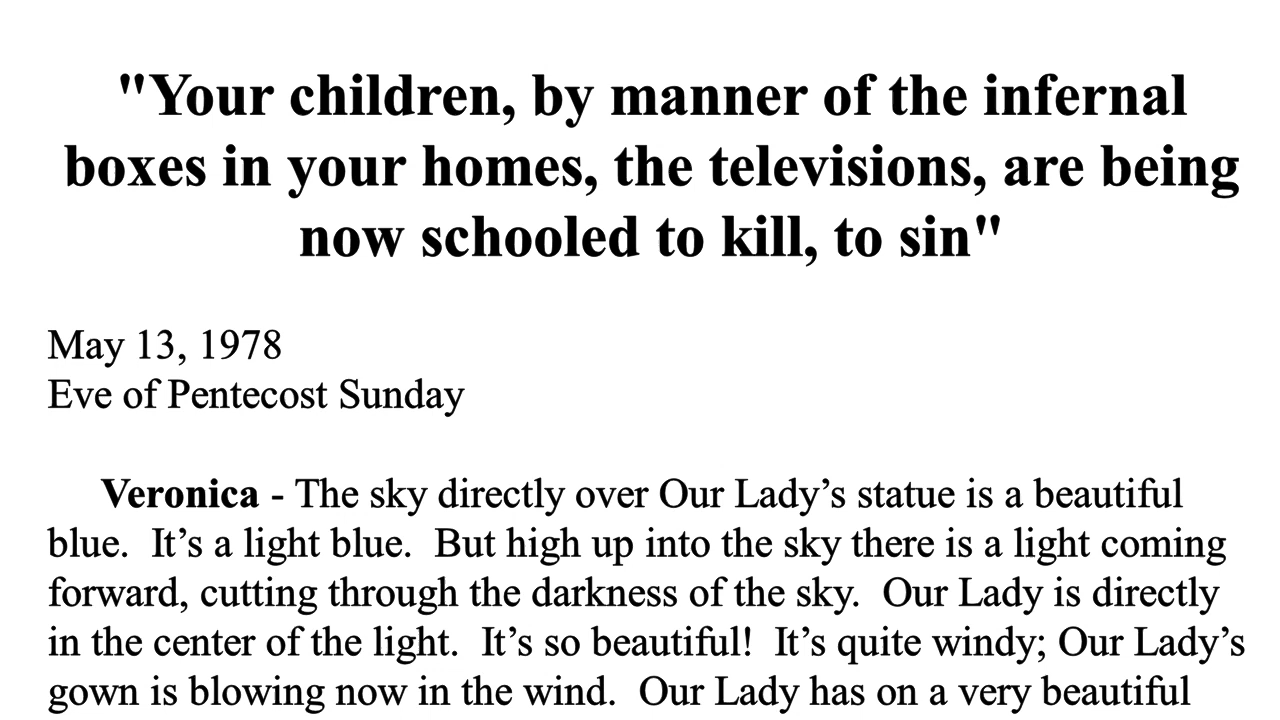 "Your children, by manner of the infernal
boxes in your homes, the televisions, are being
now schooled to kill, to sin"
May 13, 1978
Eve of Pentecost Sunday
Veronica - The sky directly over Our Lady’s statue is a beautiful
blue.  It’s a light blue.  But high up into the sky there is a light coming
forward, cutting through the darkness of the sky.  Our Lady is directly
in the center of the light.  It’s so beautiful!  It’s quite windy; Our Lady’s
gown is blowing now in the wind.  Our Lady has on a very beautiful